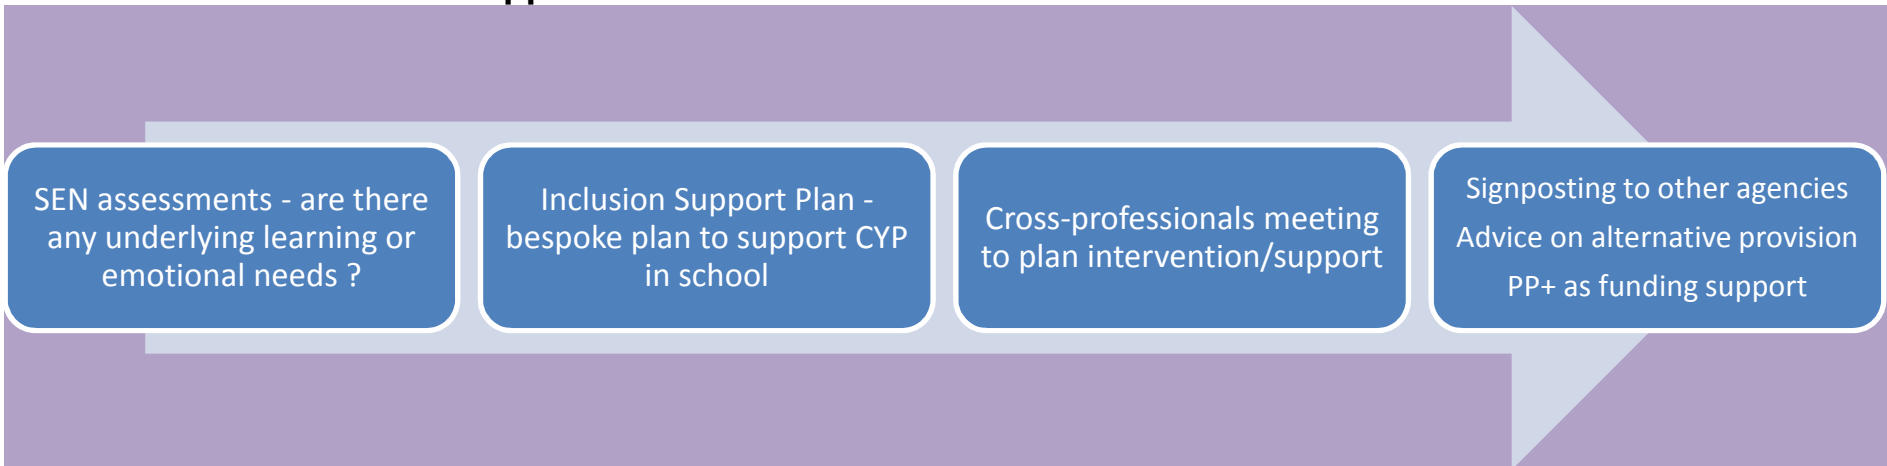 SEN assessments - are there
any underlying learning or
emotional needs ?
Inclusion Support Plan -
bespoke plan to support CYP
in school
Cross-professionals meeting
to plan intervention/support
Signposting to other agencies
Advice on alternative provision
PP+ as funding support